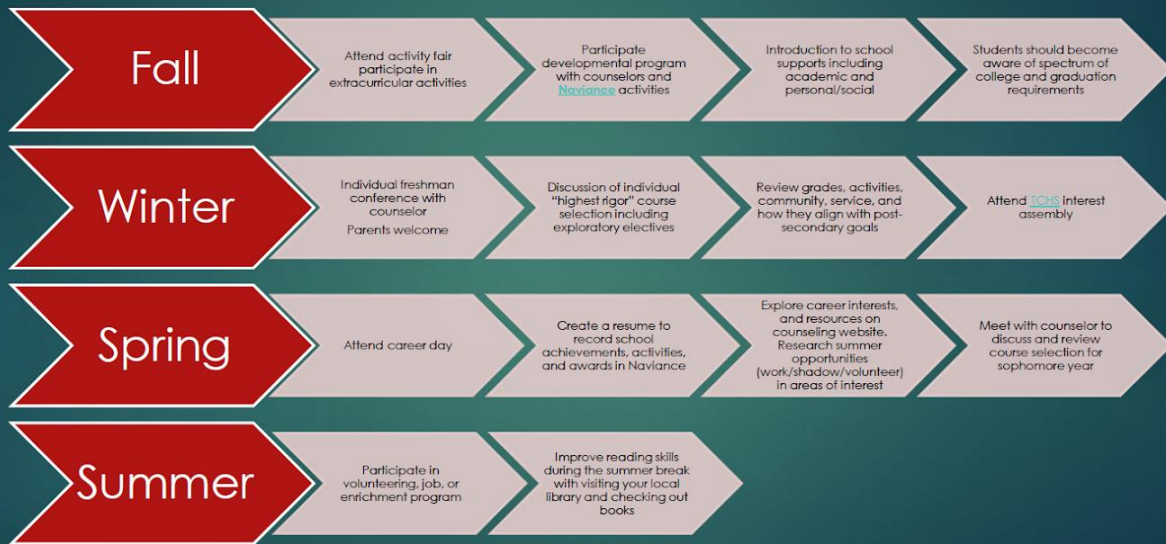 Fall
Attend activity fair
participate in
extracurricular activities
Participate
developmental program
with counselors and
Naviance activities
Introduction to school
supports including
academic and
personal/social
Students should become
aware of spectrum of
college and graduation
requirements
Winter
Individual freshman
conference with
counselor
Parents welcome
Discussion of individual
“highest rigor” course
selection including
exploratory electives
Review grades, activities,
community, service, and
how they align with post-
secondary goals
Attend TCHS interest
assembly
Spring
Attend career day
Create a resume to
record school
achievements, activities,
and awards in Naviance
Explore career interests,
and resources on
counseling website.
Research summer
opportunities
(work/shadow/volunteer)
in areas of interest
Meet with counselor to
discuss and review
course selection for
sophomore year
Summer
Participate in
volunteering, job, or
enrichment program
Improve reading skills
during the summer break
with visiting your local
library and checking out
books